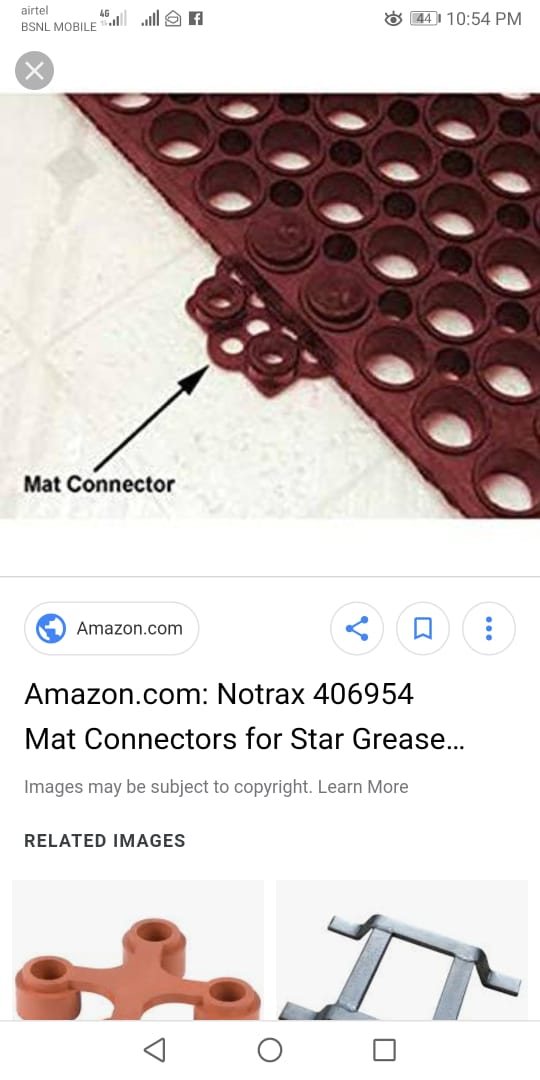 airtel
BSNL MOBILE 4G 44 10:54 PM
Mat Connector
Amazon.com
Amazon.com: Notrax 406954
Mat Connectors for Star Grease...
Images may be subject to copyright. Learn More
RELATED IMAGES